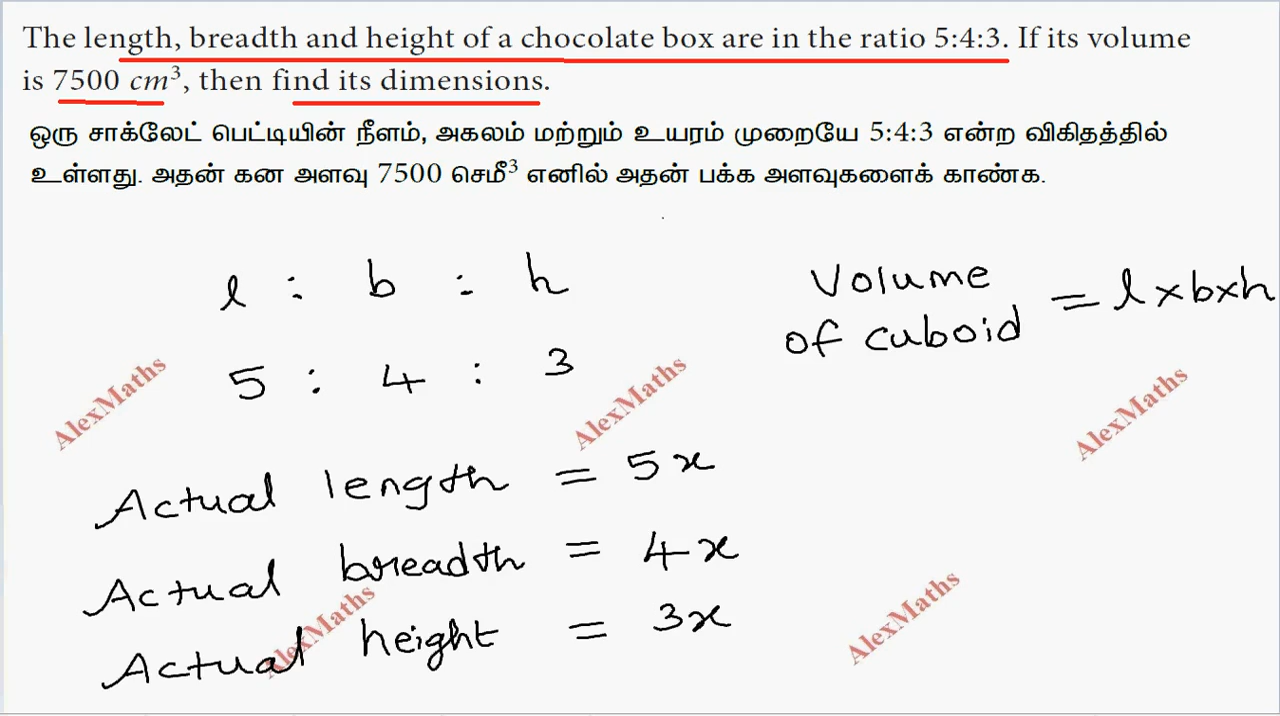 The length, breadth and height of a chocolate box are in the ratio 5:4:3. If its volume
is 7500 cm³, then find its dimensions.
ஒரு சாக்லேட் பெட்டியின் நீளம், அகலம் மற்றும் உயரம் முறையே 5:4:3 என்ற விகிதத்தில்
உள்ளது. அதன் கன அளவு 7500 செமீ³ எனில் அதன் பக்க அளவுகளைக் காண்க.
l : b : h
Volume
of cuboid = l×b×h
5 : 4 : 3
AlexMaths
AlexMaths
AlexMaths
Actual length = 5x
Actual breadth = 4x
Actual height = 3x
AlexMaths
AlexMaths